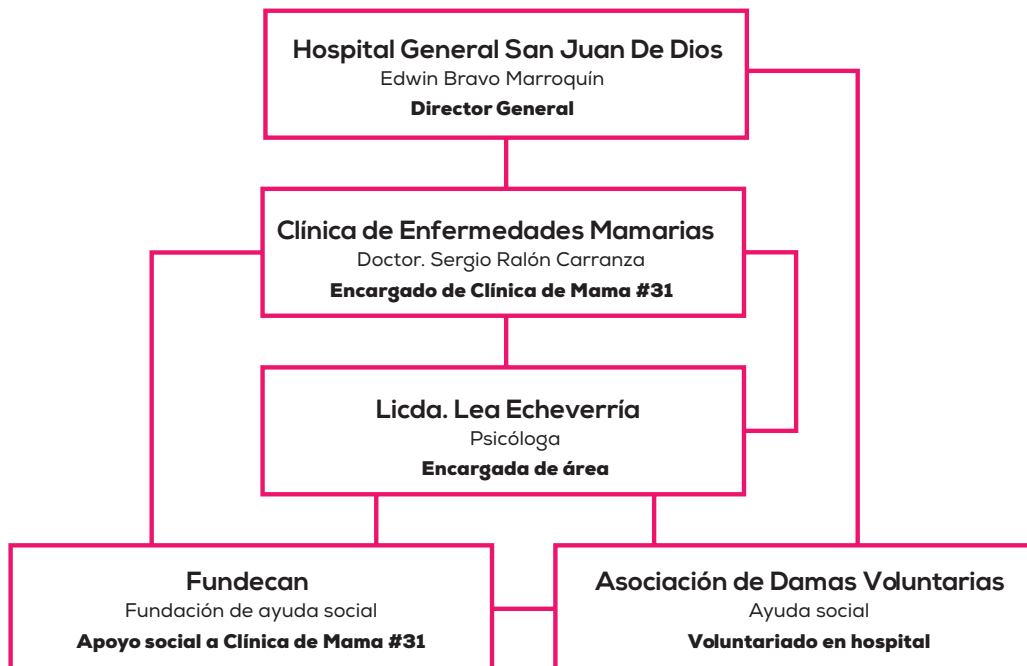 Hospital General San Juan De Dios
Edwin Bravo Marroquín
Director General
Clínica de Enfermedades Mamarias
Doctor. Sergio Ralón Carranza
Encargado de Clínica de Mama #31
Licda. Lea Echeverría
Psicóloga
Encargada de área
Fundecan
Fundación de ayuda social
Apoyo social a Clínica de Mama #31
Asociación de Damas Voluntarias
Ayuda social
Voluntariado en hospital